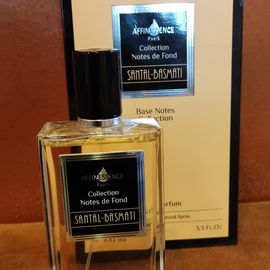 AFFINESSENCE
PARIS
Collection
Notes de Fond
SANTAL-BASMATI
Base Notes
Collection
Parfum
Natural Spray
3.5 Fl.Oz
AFFINESSENCE
PARIS
Collection
Notes de Fond
SANTAL-BASMATI
100 ml